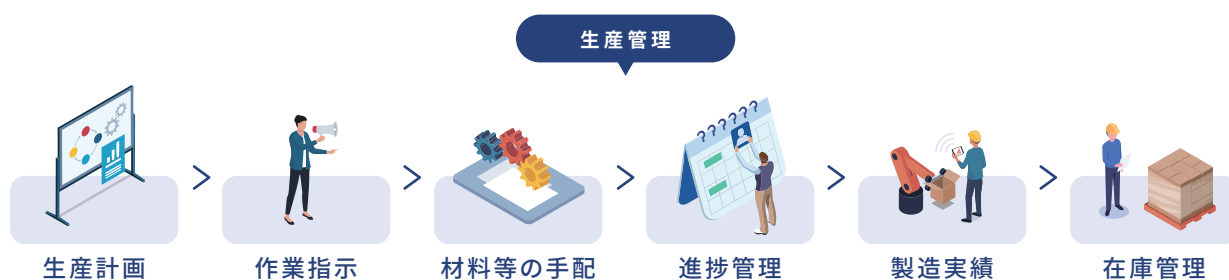 生産管理
生産計画
作業指示
材料等の手配
進捗管理
製造実績
在庫管理